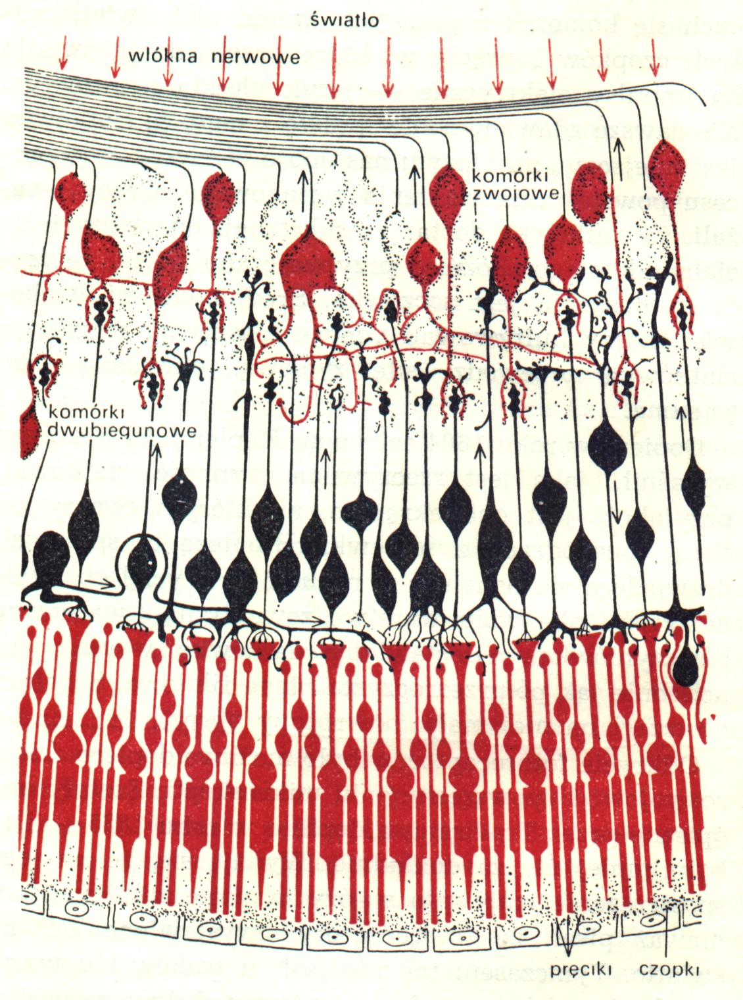 światło
włókna nerwowe
komórki
zwojowe
komórki
dwubiegunowe
pręciki czopki